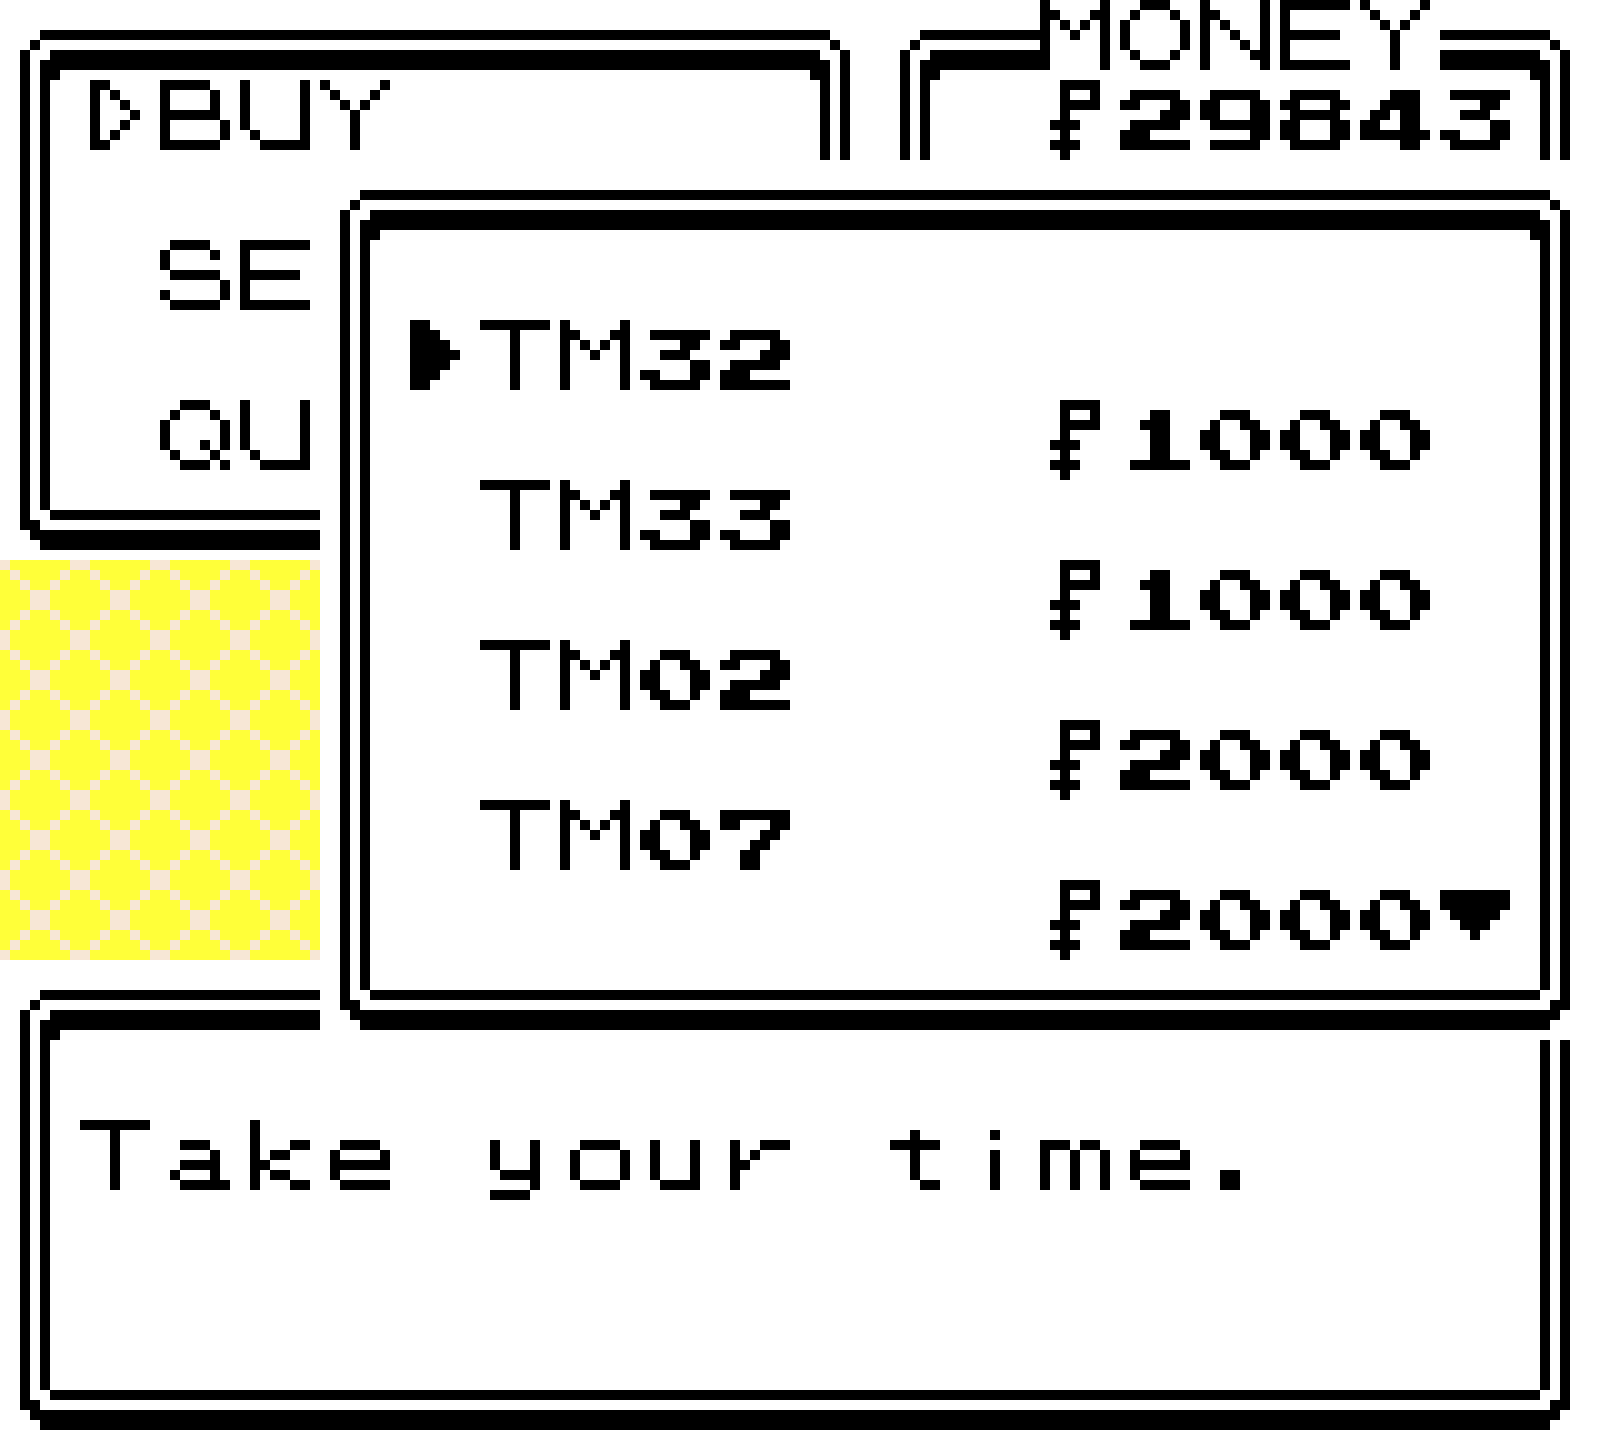 MONEY
▷BUY ₽29843
SE
▶TM32
QU ₽1000
TM33
₽1000
TM02
₽2000
TM07
₽2000▼
Take your time.